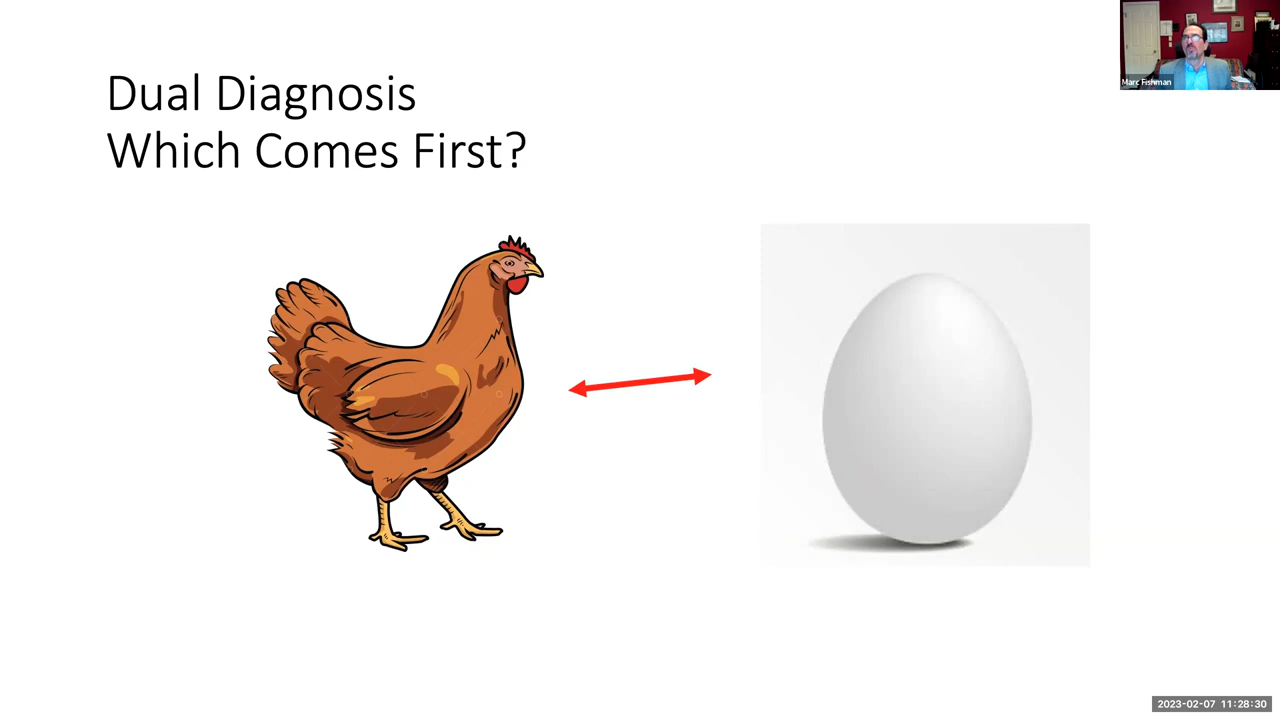 Dual Diagnosis
Which Comes First?
Marc Fishman
2023-02-07 11:28:30